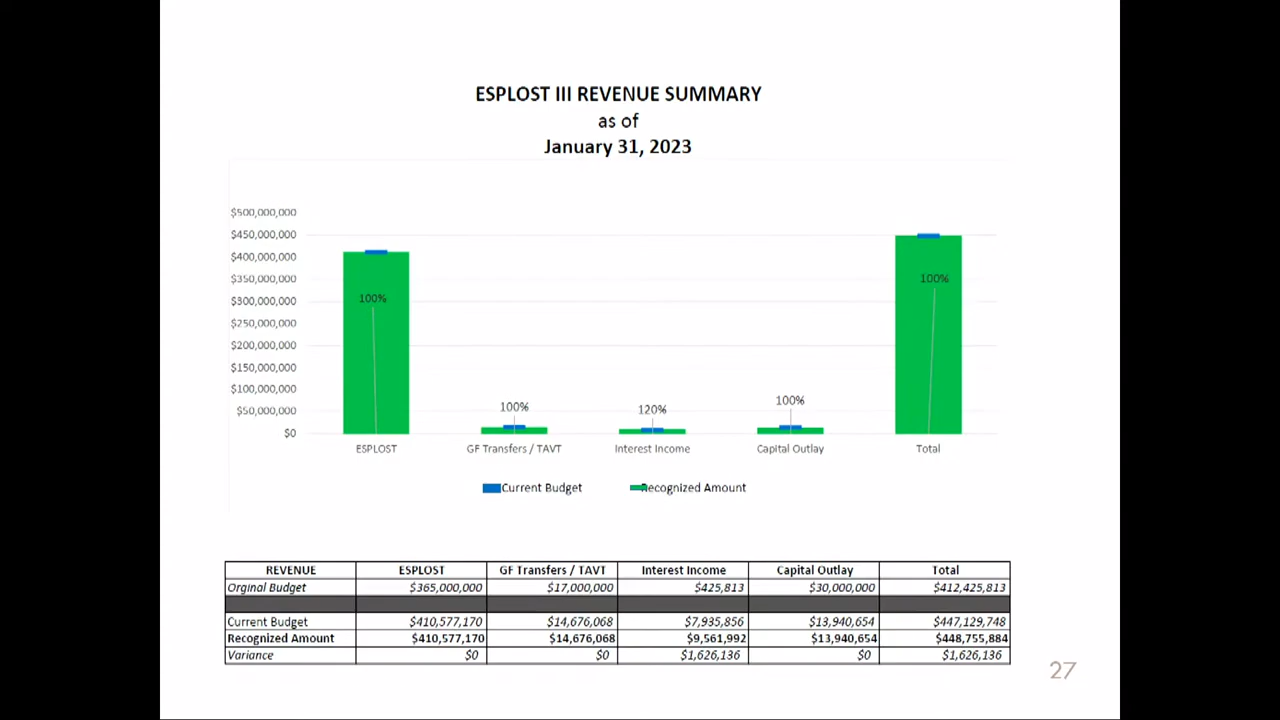 ESPLOST III REVENUE SUMMARY
as of
January 31, 2023
$500,000,000
$450,000,000
$400,000,000
$350,000,000
$300,000,000
$250,000,000
$200,000,000
$150,000,000
$100,000,000
$50,000,000
$0
100%
100%
120%
100%
100%
ESPLOST GF Transfers / TAVT Interest Income Capital Outlay Total
Current Budget Recognized Amount
REVENUE ESPLOST GF Transfers / TAVT Interest Income Capital Outlay Total
Orginal Budget $365,000,000 $17,000,000 $425,813 $30,000,000 $412,425,813
Current Budget $410,577,170 $14,676,068 $7,935,856 $13,940,654 $447,129,748
Recognized Amount $410,577,170 $14,676,068 $9,561,992 $13,940,654 $448,755,884
Variance $0 $0 $1,626,136 $0 $1,626,136
27